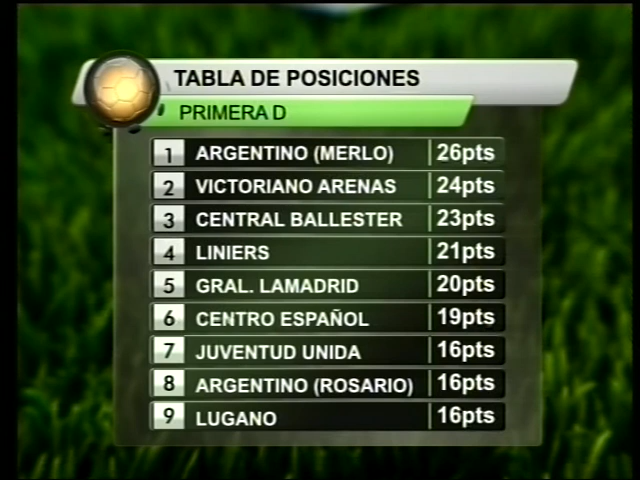 TABLA DE POSICIONES
PRIMERA D
1 ARGENTINO (MERLO) 26pts
2 VICTORIANO ARENAS 24pts
3 CENTRAL BALLESTER 23pts
4 LINIERS 21pts
5 GRAL. LAMADRID 20pts
6 CENTRO ESPAÑOL 19pts
7 JUVENTUD UNIDA 16pts
8 ARGENTINO (ROSARIO) 16pts
9 LUGANO 16pts